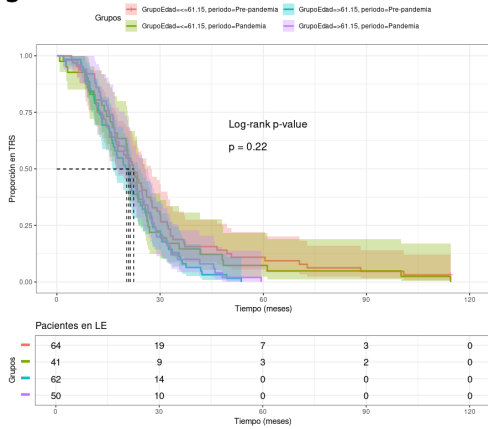 Grupos
GrupoEdad=<=61.15, periodo=Pre-pandemia
GrupoEdad=>61.15, periodo=Pre-pandemia
GrupoEdad=<=61.15, periodo=Pandemia
GrupoEdad=>61.15, periodo=Pandemia
Proporción en TRS
1.00
0.75
0.50
0.25
0.00
Log-rank p-value
p = 0.22
0 30 60 90 120
Tiempo (meses)
Pacientes en LE
Grupos
64 19 7 3 0
41 9 3 2 0
62 14 0 0 0
50 10 0 0 0
0 30 60 90 120
Tiempo (meses)